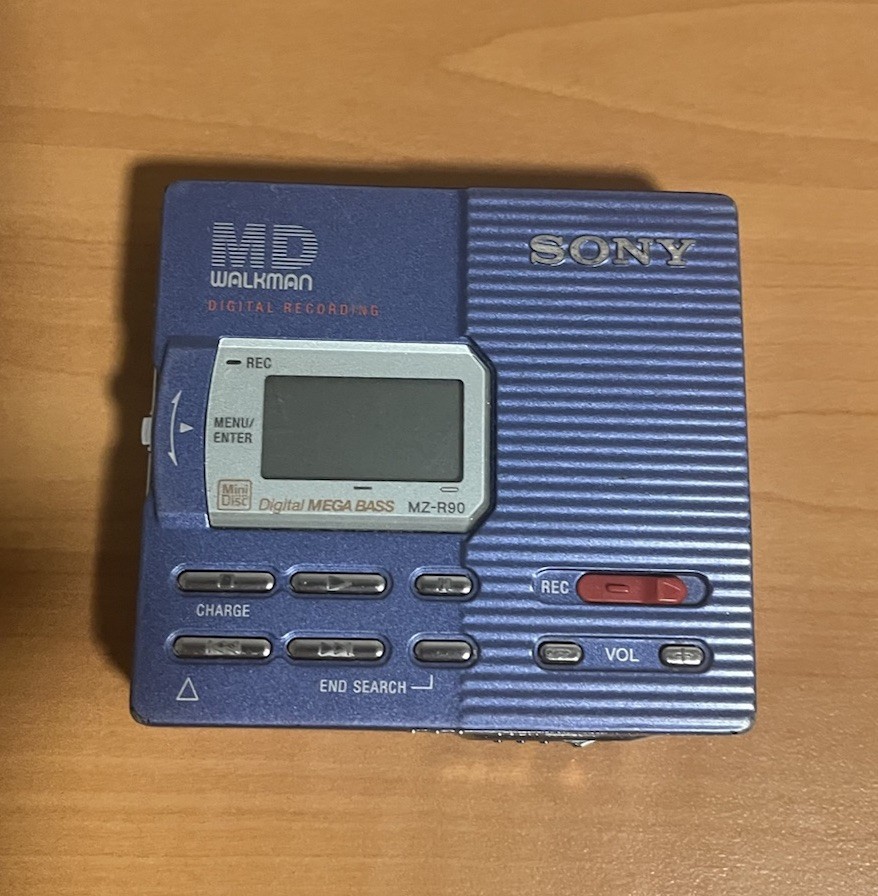 MD
WALKMAN
DIGITAL RECORDING
SONY
REC
MENU/
ENTER
Mini
Disc
Digital MEGA BASS
MZ-R90
CHARGE
REC
VOL
END SEARCH